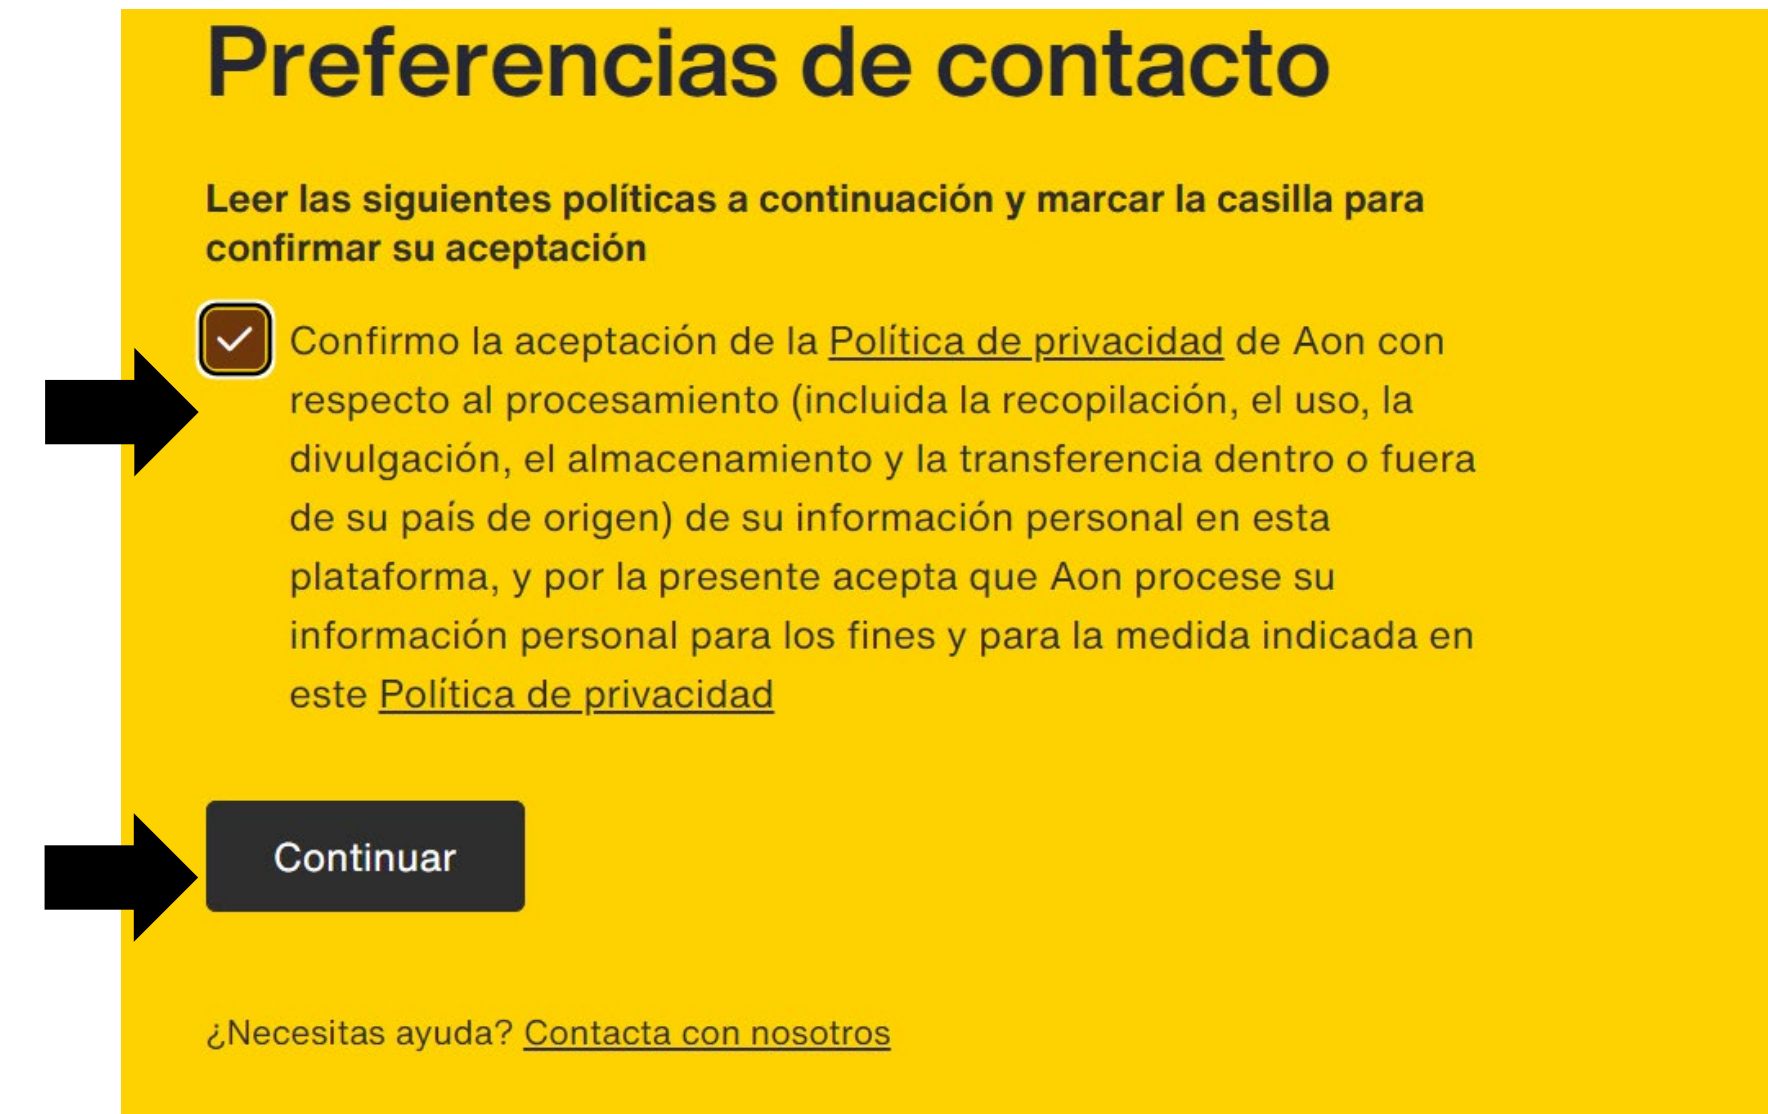 Preferencias de contacto
Leer las siguientes políticas a continuación y marcar la casilla para
confirmar su aceptación
Confirmo la aceptación de la Política de privacidad de Aon con
respecto al procesamiento (incluida la recopilación, el uso, la
divulgación, el almacenamiento y la transferencia dentro o fuera
de su país de origen) de su información personal en esta
plataforma, y por la presente acepta que Aon procese su
información personal para los fines y para la medida indicada en
este Política de privacidad
Continuar
¿Necesitas ayuda? Contacta con nosotros